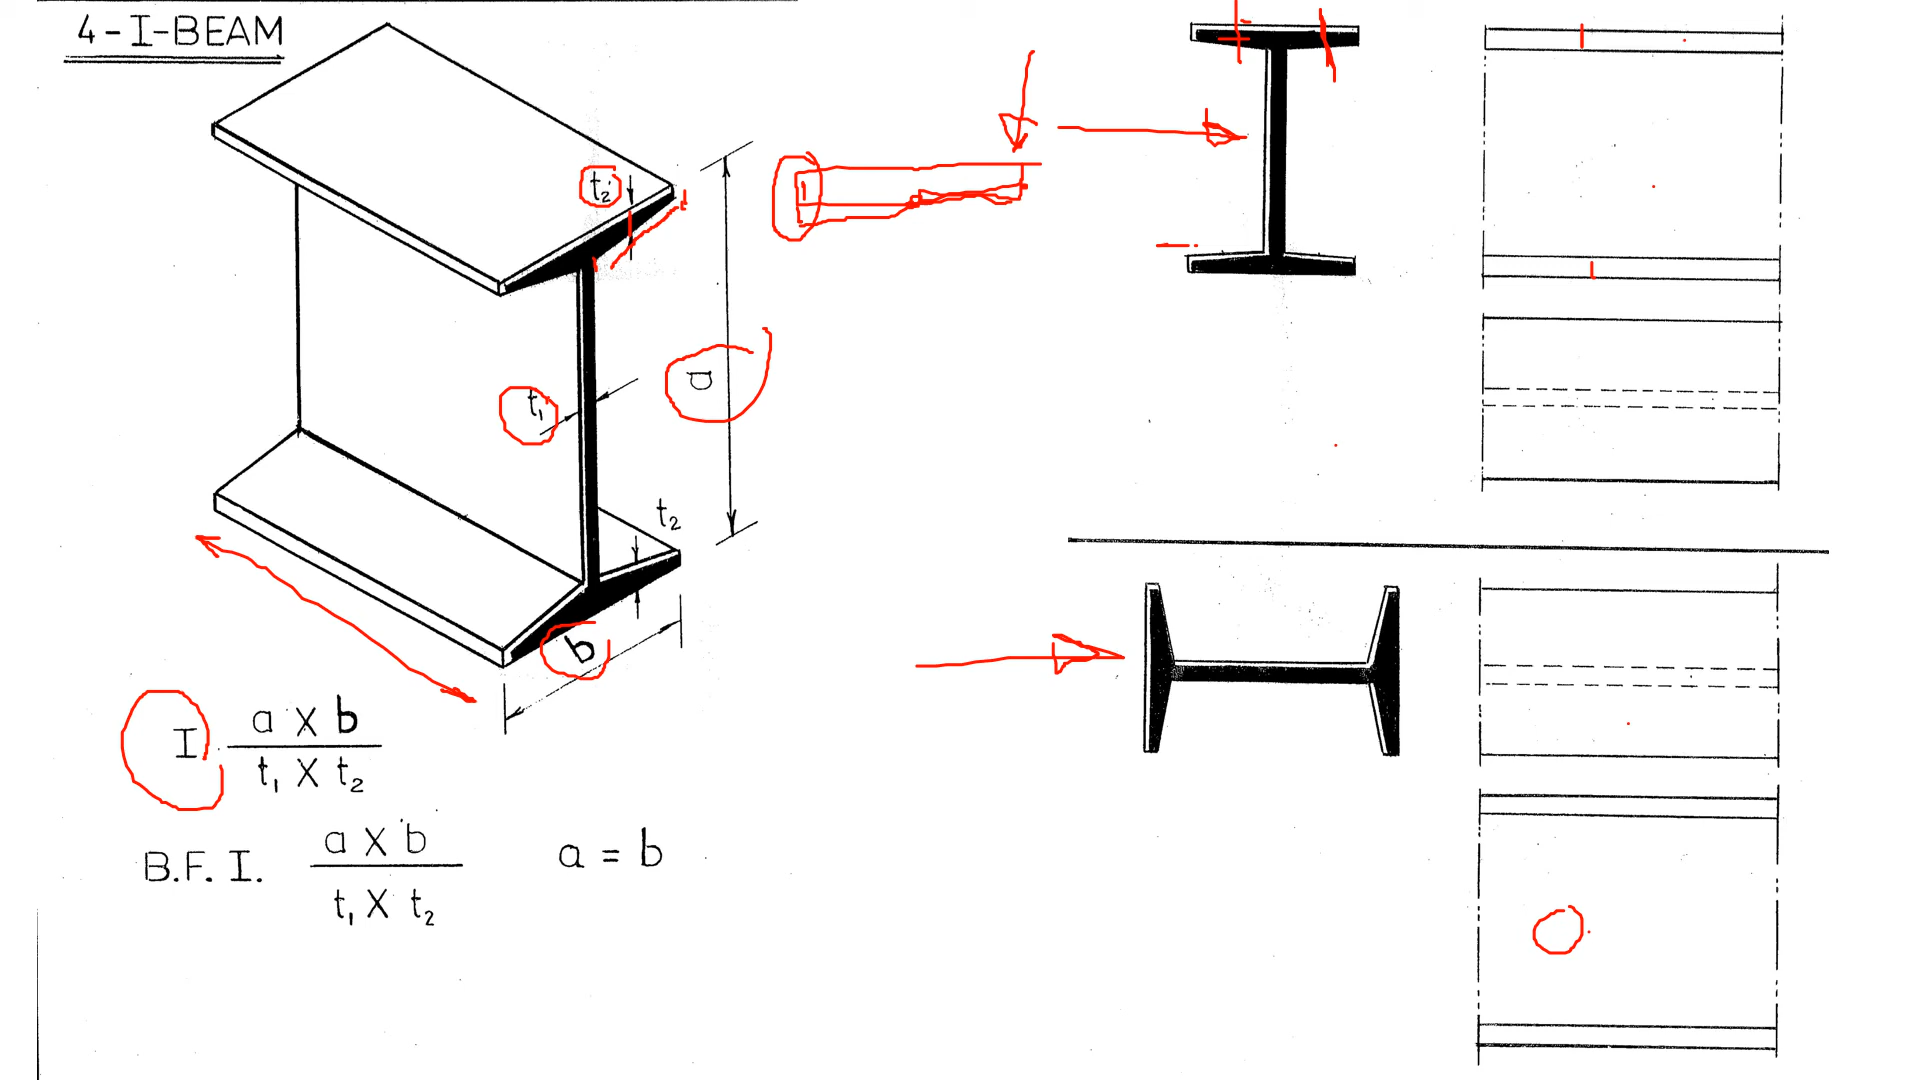 4-I-BEAM
t₂
a
t₁
t₂
b
I a X b
t₁ X t₂
B.F.I. a X b
t₁ X t₂
a = b